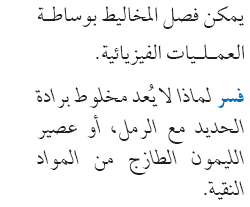 يمكن فصل المخاليط بوساطة
العمليات الفيزيائية.
فسر لماذا لا يُعد مخلوط برادة
الحديد مع الرمل، أو عصير
الليمون الطازج من المواد
النقية.